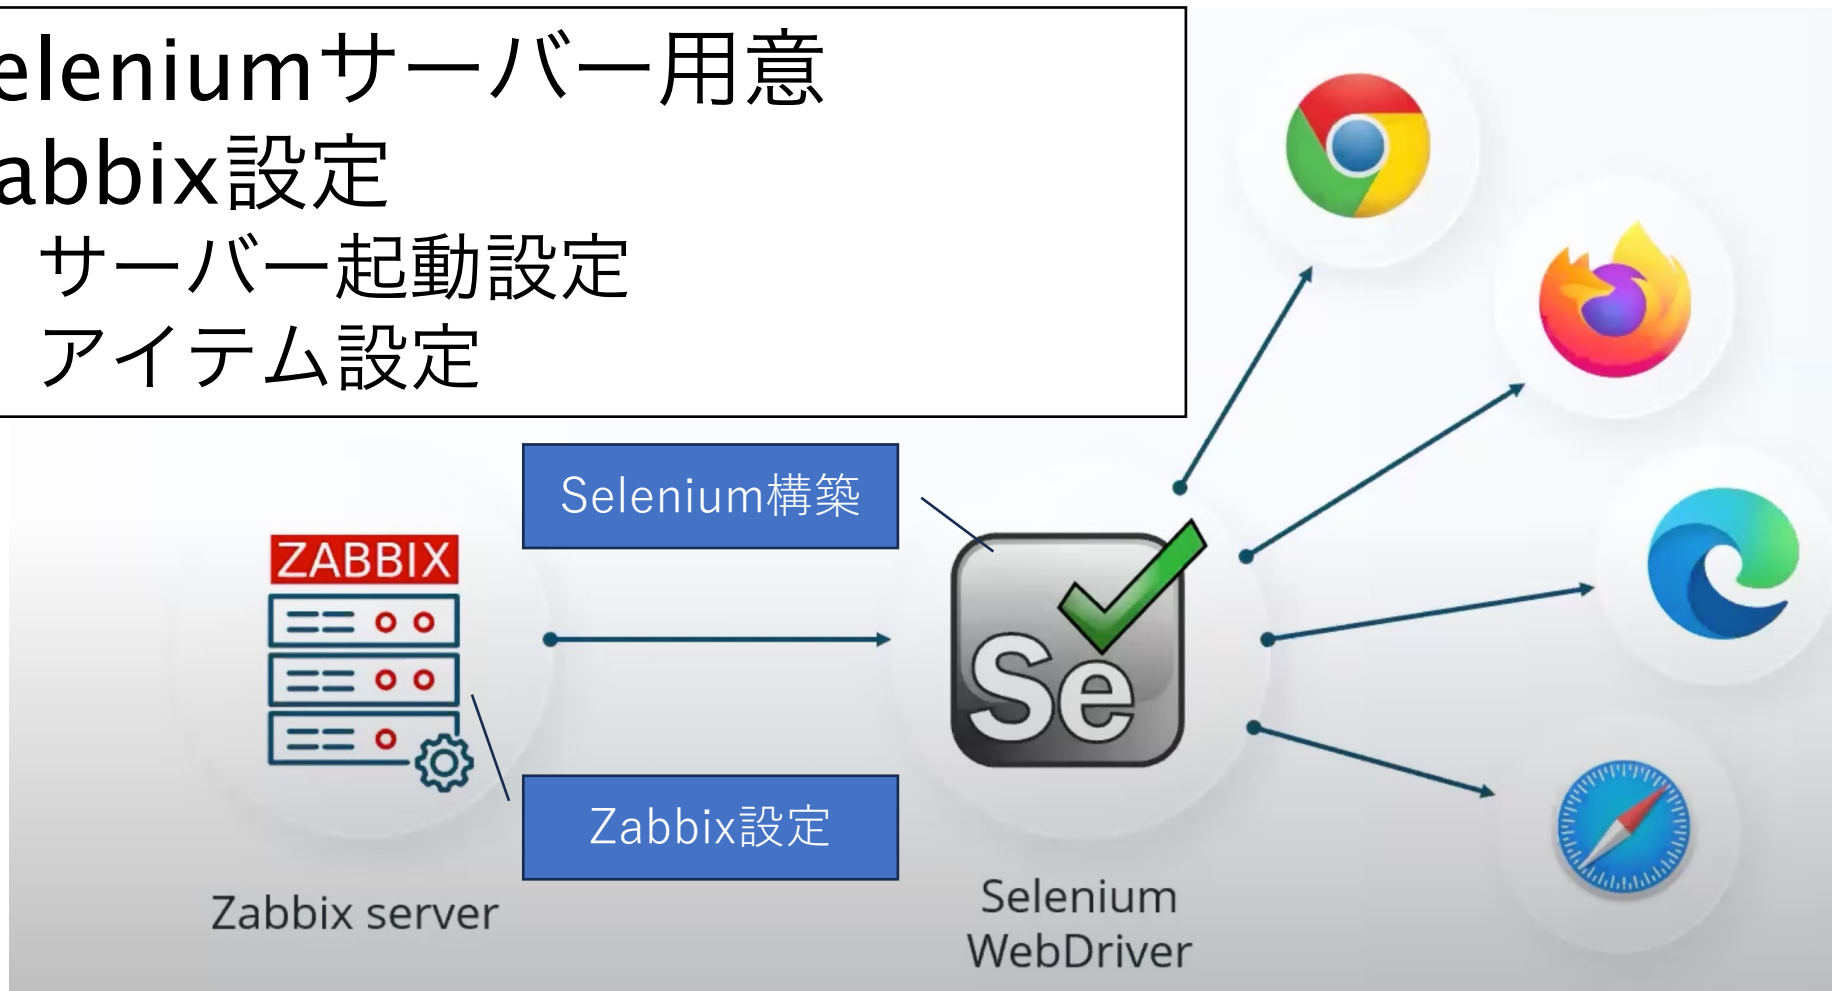 eleniumサーバー用意
abbix設定
サーバー起動設定
アイテム設定
Selenium構築
ZABBIX
Se
Zabbix設定
Zabbix server
Selenium
WebDriver